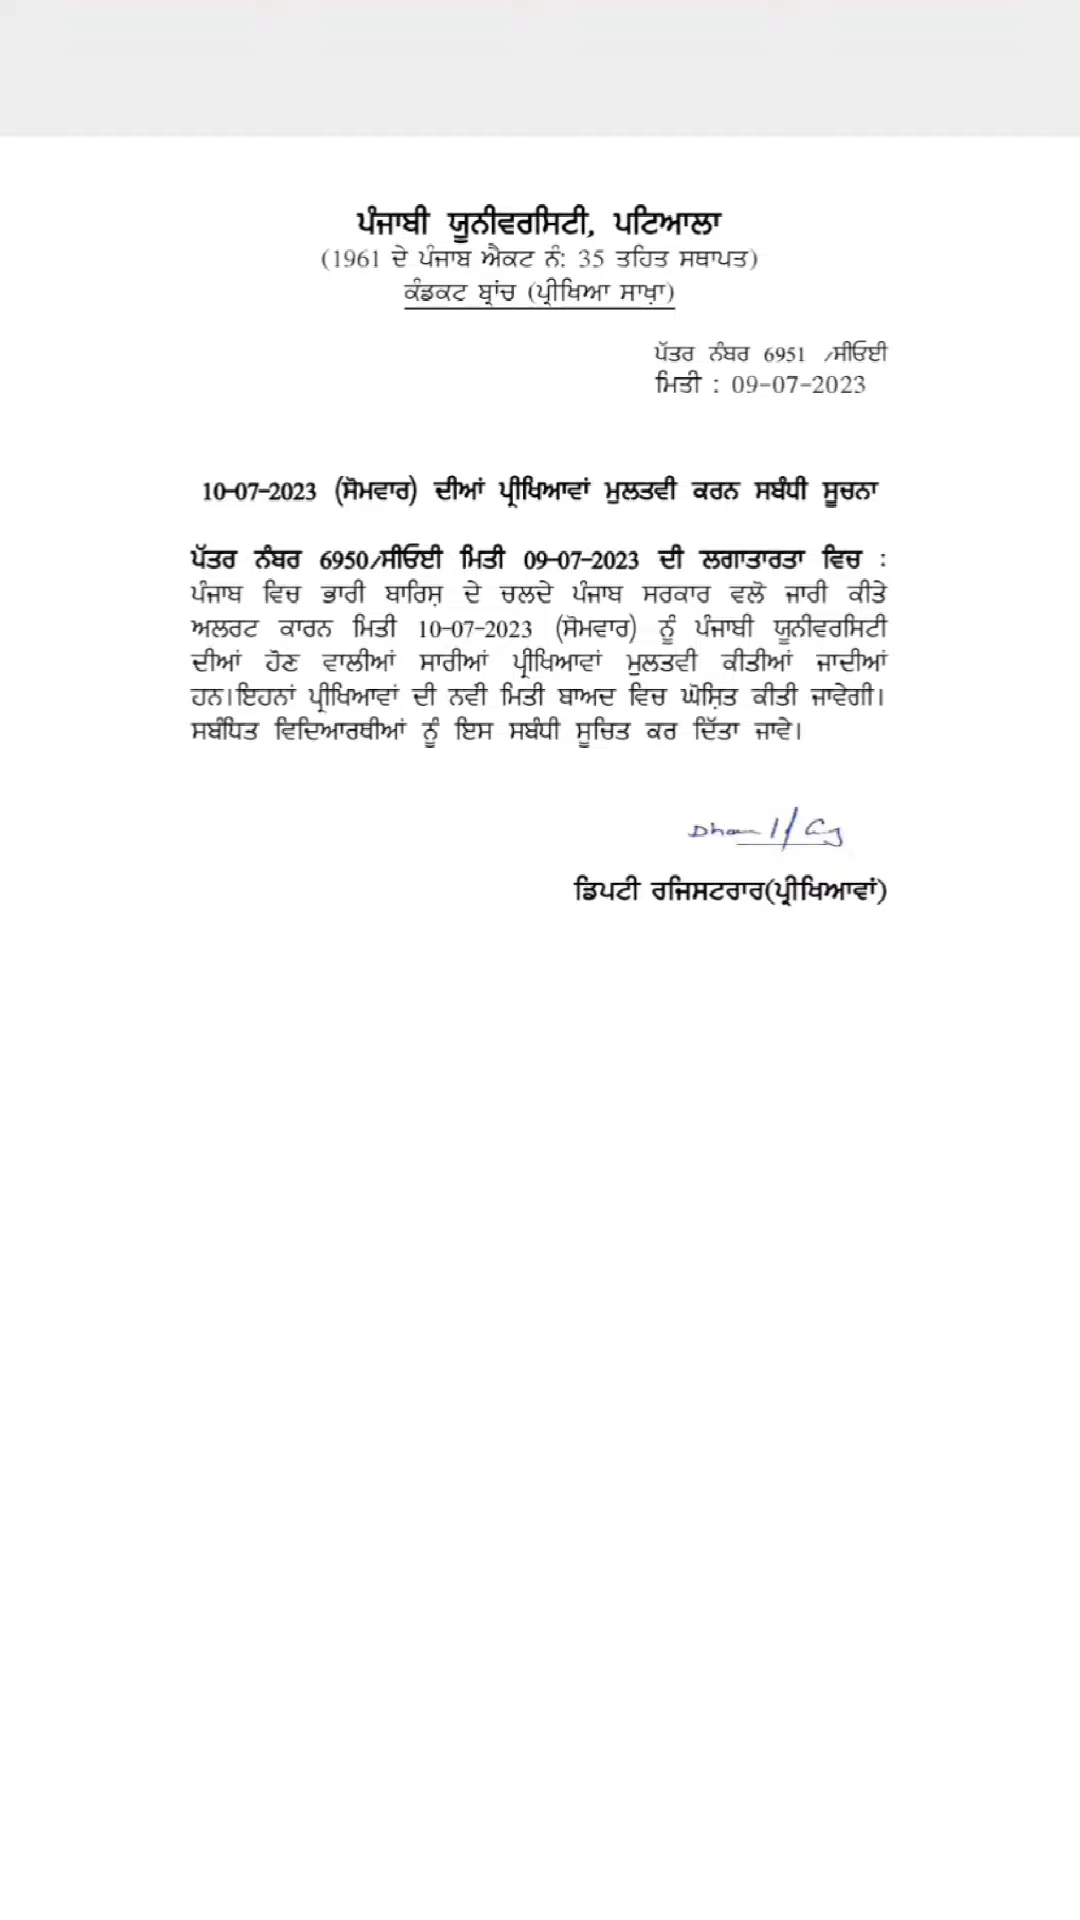 ਪੰਜਾਬੀ ਯੂਨੀਵਰਸਿਟੀ, ਪਟਿਆਲਾ
(1961 ਦੇ ਪੰਜਾਬ ਐਕਟ ਨੰ: 35 ਤਹਿਤ ਸਥਾਪਤ)
ਕੰਡਕਟ ਬ੍ਰਾਂਚ (ਪ੍ਰੀਖਿਆ ਸਾਖ਼ਾ)
ਪੱਤਰ ਨੰਬਰ 6951 /ਸੀਓਈ
ਮਿਤੀ : 09-07-2023
10-07-2023 (ਸੋਮਵਾਰ) ਦੀਆਂ ਪ੍ਰੀਖਿਆਵਾਂ ਮੁਲਤਵੀ ਕਰਨ ਸਬੰਧੀ ਸੂਚਨਾ
ਪੱਤਰ ਨੰਬਰ 6950/ਸੀਓਈ ਮਿਤੀ 09-07-2023 ਦੀ ਲਗਾਤਾਰਤਾ ਵਿਚ :
ਪੰਜਾਬ ਵਿਚ ਭਾਰੀ ਬਾਰਿਸ਼ ਦੇ ਚਲਦੇ ਪੰਜਾਬ ਸਰਕਾਰ ਵਲੋ ਜਾਰੀ ਕੀਤੇ
ਅਲਰਟ ਕਾਰਨ ਮਿਤੀ 10-07-2023 (ਸੋਮਵਾਰ) ਨੂੰ ਪੰਜਾਬੀ ਯੂਨੀਵਰਸਿਟੀ
ਦੀਆਂ ਹੋਣ ਵਾਲੀਆਂ ਸਾਰੀਆਂ ਪ੍ਰੀਖਿਆਵਾਂ ਮੁਲਤਵੀ ਕੀਤੀਆਂ ਜਾਦੀਆਂ
ਹਨ।ਇਹਨਾਂ ਪ੍ਰੀਖਿਆਵਾਂ ਦੀ ਨਵੀ ਮਿਤੀ ਬਾਅਦ ਵਿਚ ਘੋਸ਼ਿਤ ਕੀਤੀ ਜਾਵੇਗੀ।
ਸਬੰਧਿਤ ਵਿਦਿਆਰਥੀਆਂ ਨੂੰ ਇਸ ਸਬੰਧੀ ਸੂਚਿਤ ਕਰ ਦਿੱਤਾ ਜਾਵੇ।
ਡਿਪਟੀ ਰਜਿਸਟਰਾਰ(ਪ੍ਰੀਖਿਆਵਾਂ)